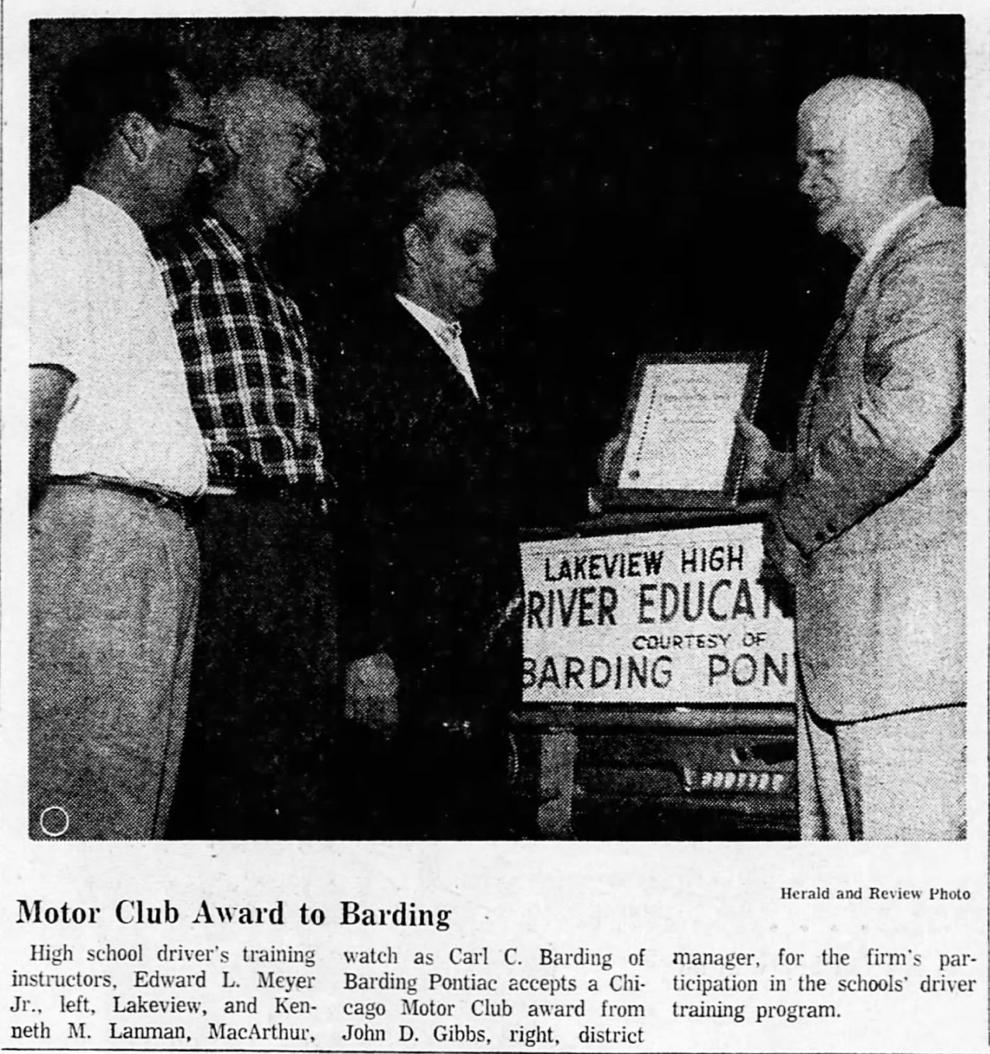 LAKEVIEW HIGH
RIVER EDUCAT
COURTESY OF
BARDING PON
Herald and Review Photo
Motor Club Award to Barding
High school driver's training
instructors, Edward L. Meyer
Jr., left, Lakeview, and Ken-
neth M. Lanman, MacArthur,
watch as Carl C. Barding of
Barding Pontiac accepts a Chi-
cago Motor Club award from
John D. Gibbs, right, district
manager, for the firm's par-
ticipation in the schools' driver
training program.